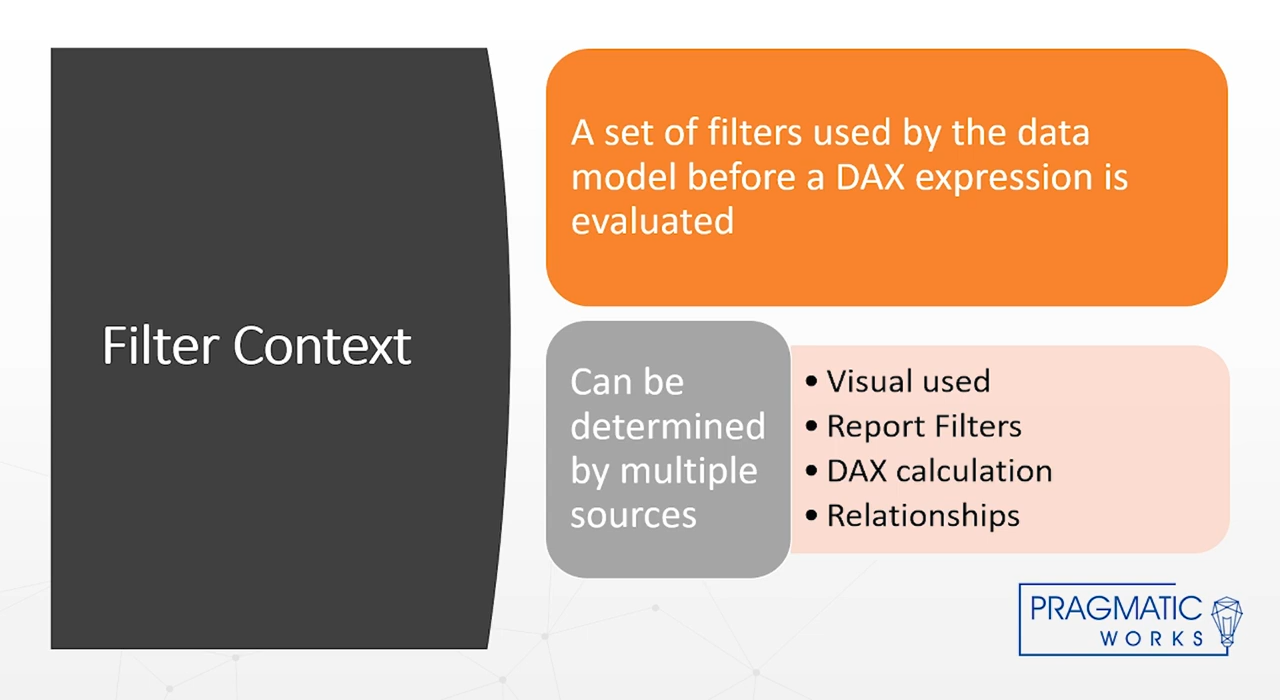 Filter Context
A set of filters used by the data
model before a DAX expression is
evaluated
Can be
determined
by multiple
sources
• Visual used
• Report Filters
• DAX calculation
• Relationships
PRAGMATIC
WORKS